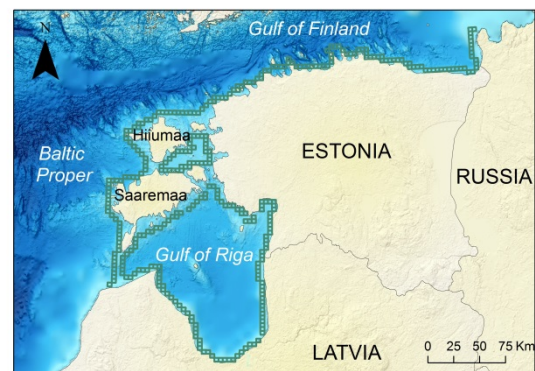 N
Gulf of Finland
Hiiumaa
ESTONIA
Baltic
Proper
RUSSIA
Saaremaa
Gulf of Riga
LATVIA
0 25 50 75 Km